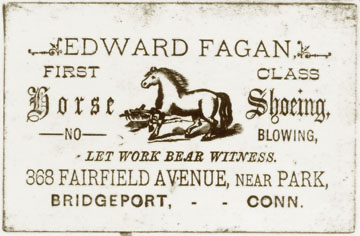 EDWARD FAGAN,
FIRST CLASS
Horse Shoeing,
—NO— BLOWING,
LET WORK BEAR WITNESS.
368 FAIRFIELD AVENUE, NEAR PARK,
BRIDGEPORT, - - CONN.